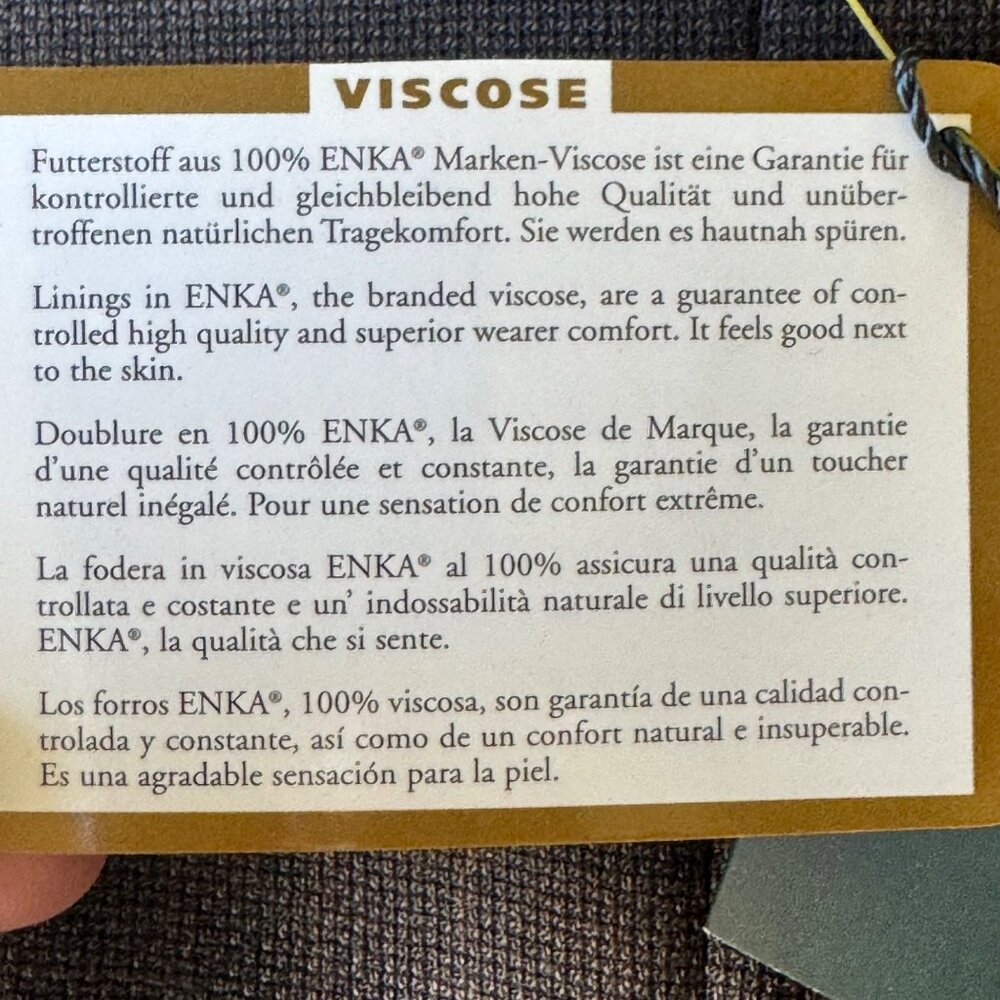 VISCOSE
Futterstoff aus 100% ENKA® Marken-Viscose ist eine Garantie für
kontrollierte und gleichbleibend hohe Qualität und unüber-
troffenen natürlichen Tragekomfort. Sie werden es hautnah spüren.
Linings in ENKA®, the branded viscose, are a guarantee of con-
trolled high quality and superior wearer comfort. It feels good next
to the skin.
Doublure en 100% ENKA®, la Viscose de Marque, la garantie
d'une qualité contrôlée et constante, la garantie d'un toucher
naturel inégalé. Pour une sensation de confort extrême.
La fodera in viscosa ENKA® al 100% assicura una qualità con-
trollata e costante e un' indossabilità naturale di livello superiore.
ENKA®, la qualità che si sente.
Los forros ENKA®, 100% viscosa, son garantía de una calidad con-
trolada y constante, así como de un confort natural e insuperable.
Es una agradable sensación para la piel.